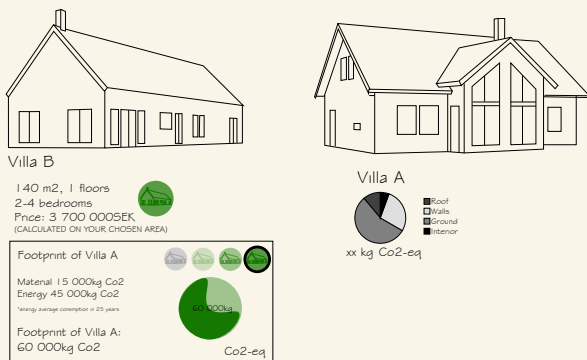 Villa B
140 m2, 1 floors
2-4 bedrooms
Price: 3 700 000SEK
(CALCULATED ON YOUR CHOSEN AREA)
Footprint of Villa A
Material 15 000kg Co2
Energy 45 000kg Co2
*energy average comsmption in 25 years
Footprint of Villa A:
60 000kg Co2
60 000kg
Co2-eq
Villa A
Roof
Walls
Ground
Interior
xx kg Co2-eq